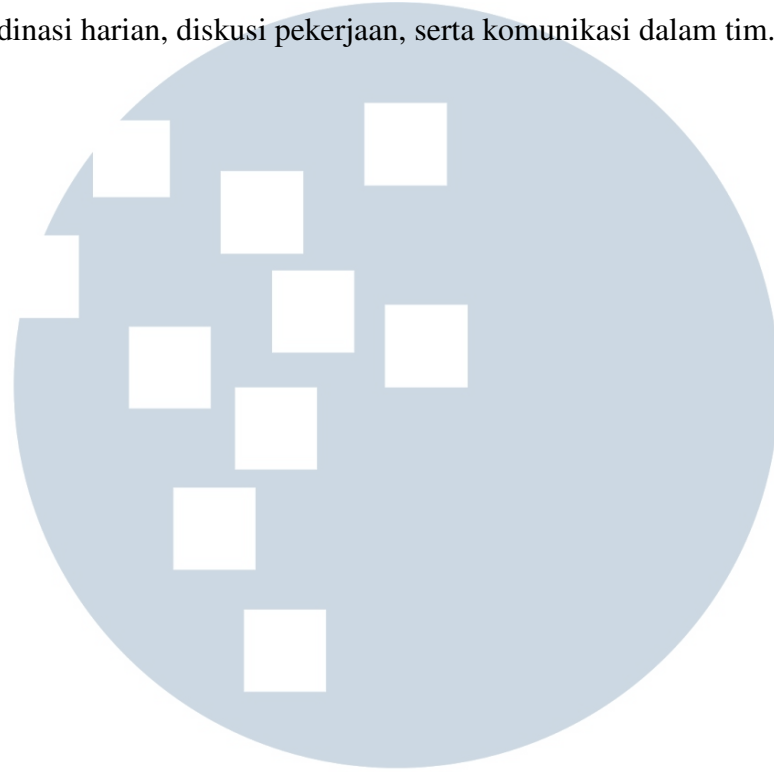 dinasi harian, diskusi pekerjaan, serta komunikasi dalam tim.